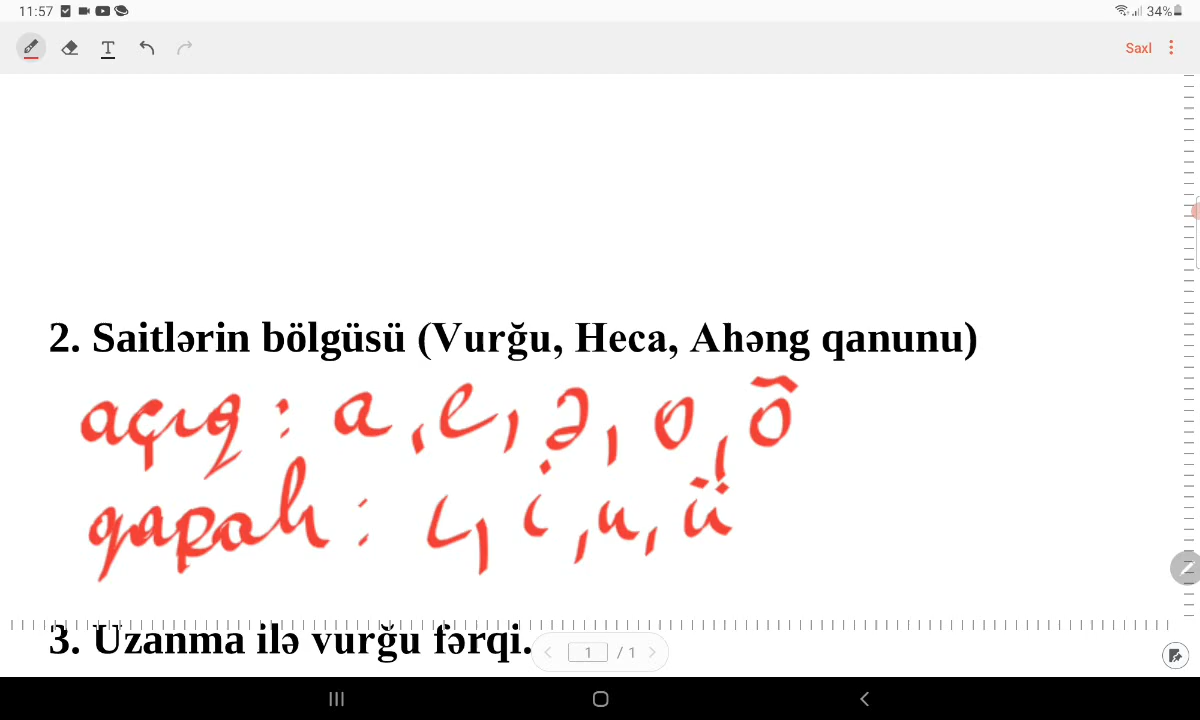 11:57
34%
Saxl
2. Saitlərin bölgüsü (Vurğu, Heca, Ahəng qanunu)
açıq : a, e, ə, o, ö
qapalı : ı, i, u, ü
3. Uzanma ilə vurğu fərqi.
1 / 1